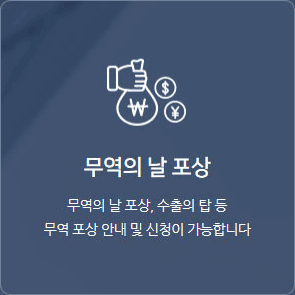 ₩
$
¥
무역의 날 포상
무역의 날 포상, 수출의 탑 등
무역 포상 안내 및 신청이 가능합니다